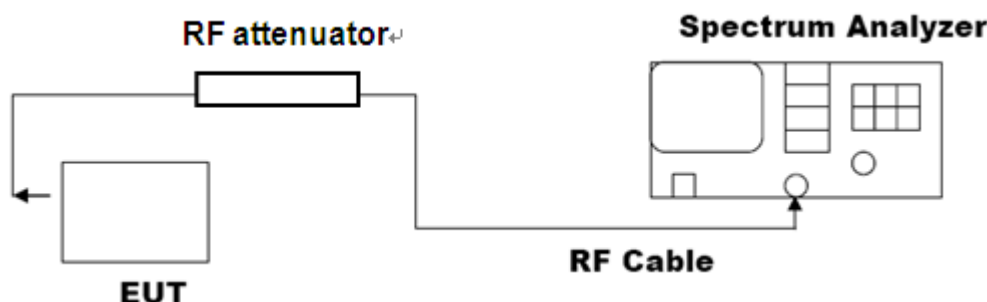 RF attenuator↵
Spectrum Analyzer
RF Cable
EUT